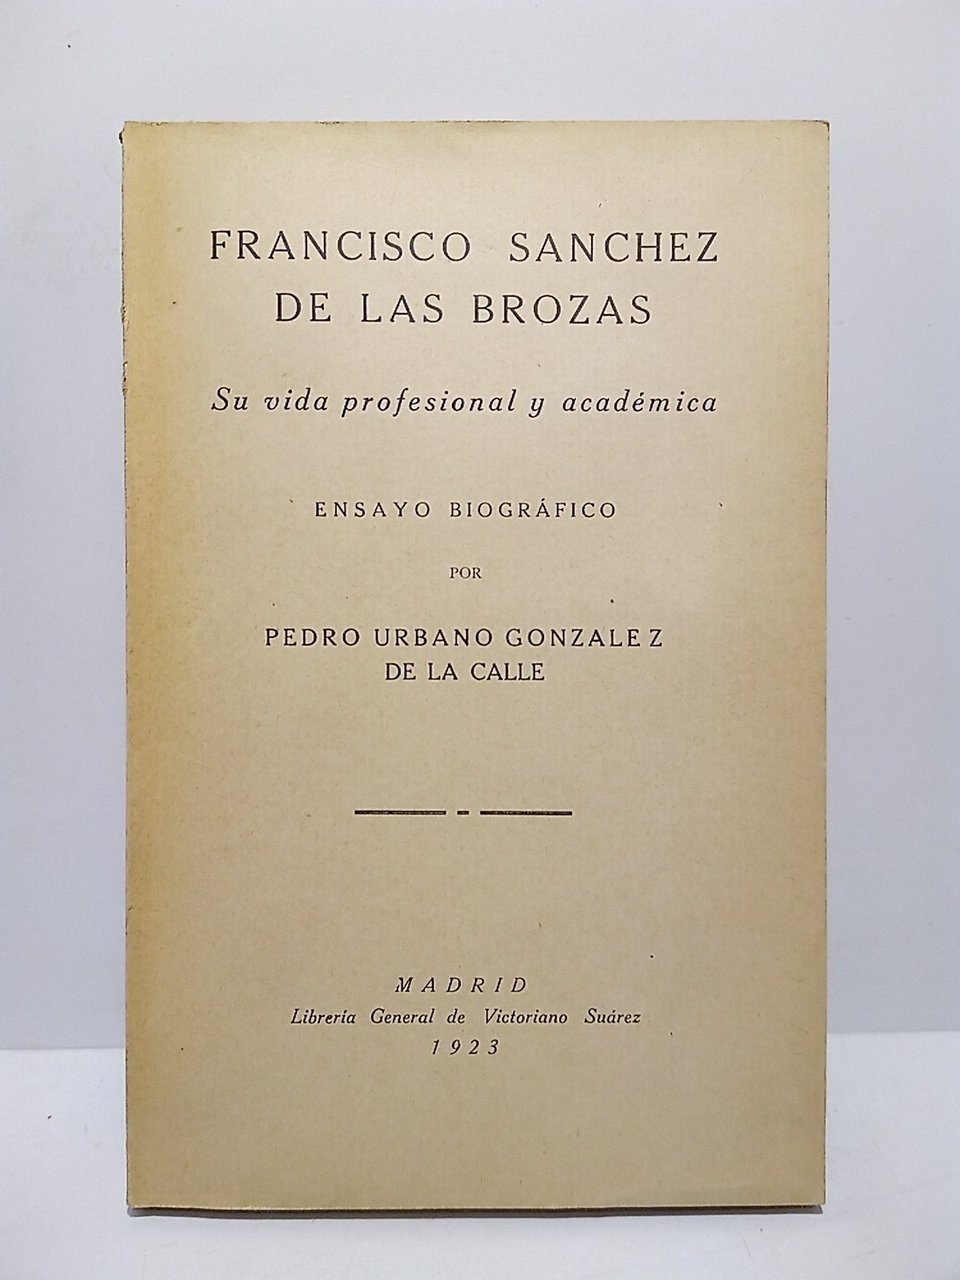 FRANCISCO SANCHEZ
DE LAS BROZAS
Su vida profesional y académica
ENSAYO BIOGRÁFICO
POR
PEDRO URBANO GONZALEZ
DE LA CALLE
MADRID
Librería General de Victoriano Suárez
1923